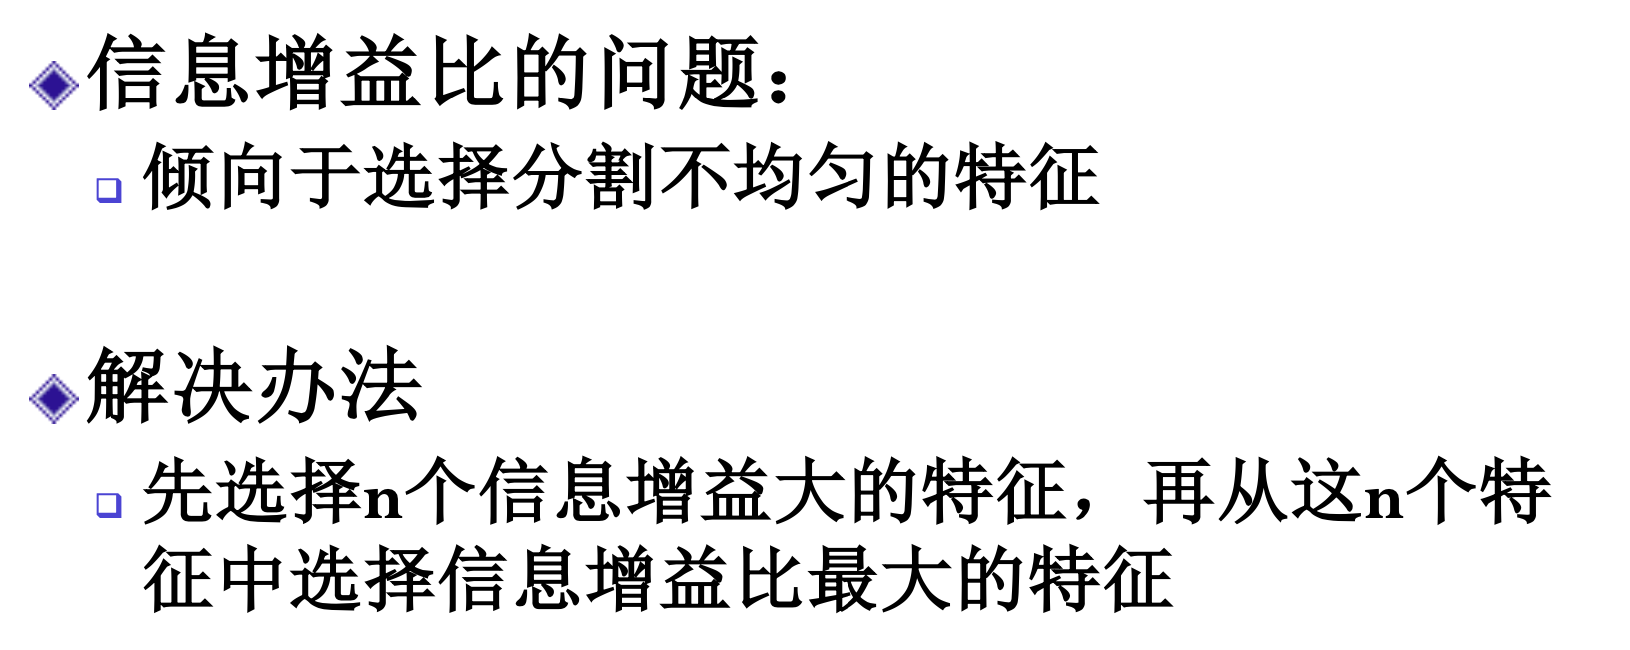 信息增益比的问题：
倾向于选择分割不均匀的特征
解决办法
先选择n个信息增益大的特征，再从这n个特
征中选择信息增益比最大的特征